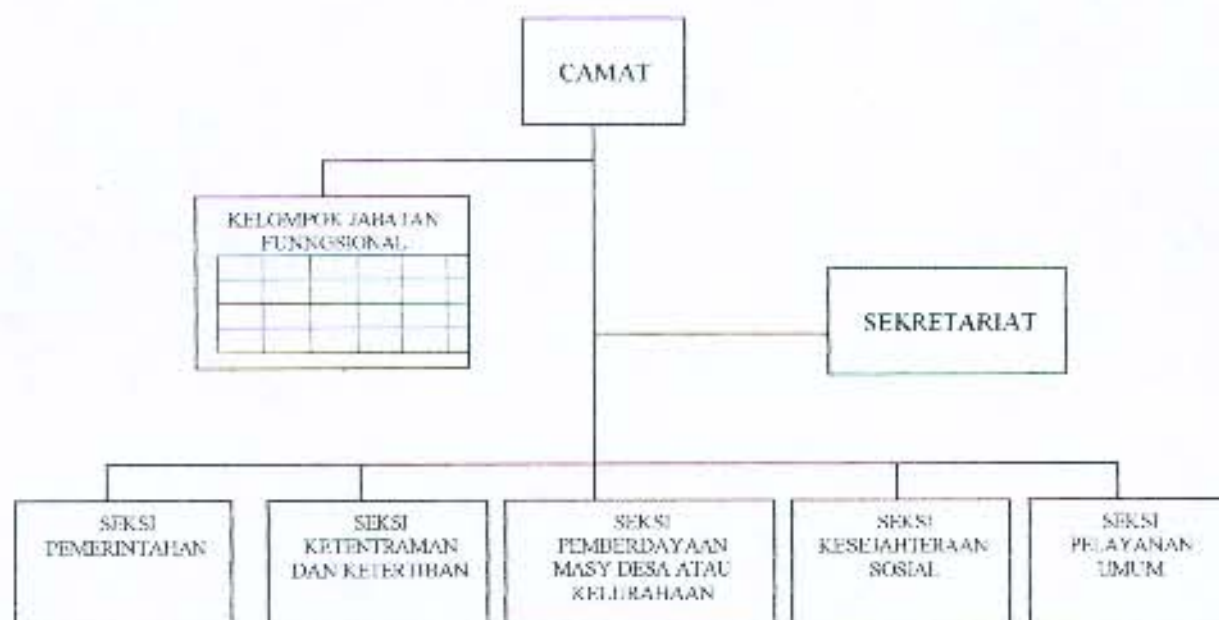 CAMAT
KELOMPOK JABATAN
FUNNGSIONAL
SEKRETARIAT
SEKSI
PEMERINTAHAN
SEKSI
KETENTRAMAN
DAN KETERTIBAN
SEKSI
PEMBERDAYAAN
MASY DESA ATAU
KELURAHAAN
SEKSI
KESEJAHTERAAN
SOSIAL
SEKSI
PELAYANAN
UMUM